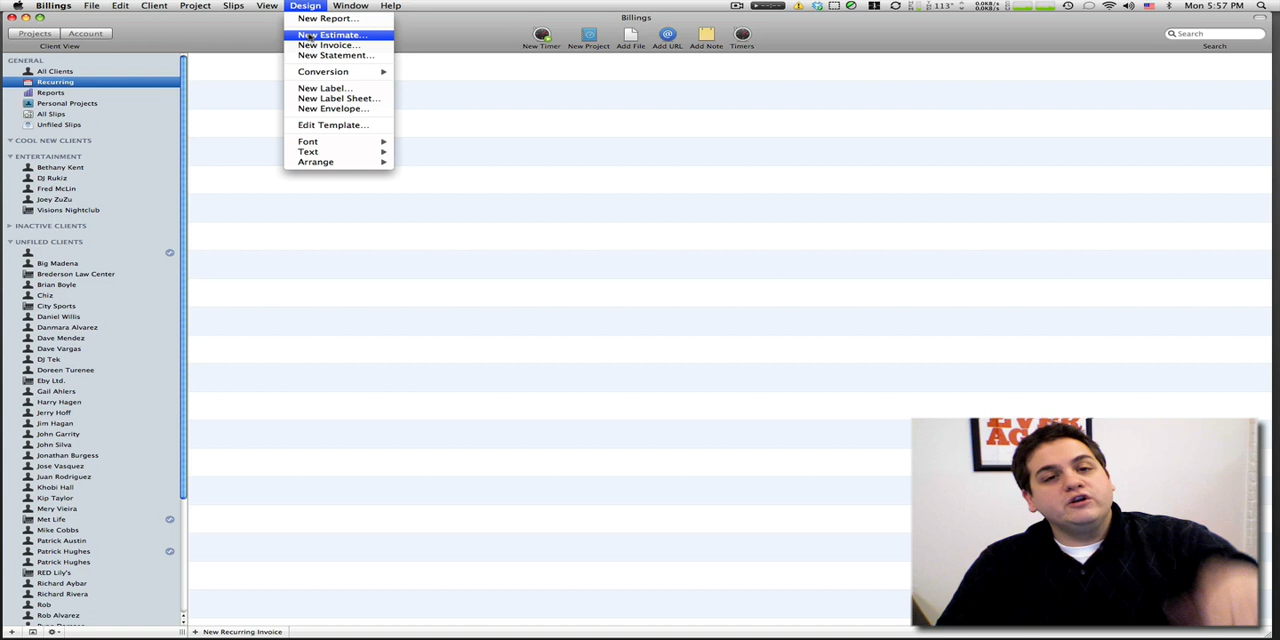 Billings File Edit Client View Project Slips View Design Window Help 113° 0.0KB/s 0.0KB/s Mon 5:57 PM
Billings
Projects Account
Client View
New Timer New Project Add File Add URL Add Note Timers
Search
Search
New Report...
New Estimate...
New Invoice...
New Statement...
Conversion
New Label...
New Label Sheet...
New Envelope...
Edit Template...
Font
Text
Arrange
GENERAL
All Clients
Recurring
Reports
Personal Projects
All Slips
Unfiled Slips
COOL NEW CLIENTS
ENTERTAINMENT
Bethany Kent
DJ Rukiz
Fred McLin
Joey ZuZu
Visions Nightclub
INACTIVE CLIENTS
UNFILED CLIENTS
Big Madena
Brederson Law Center
Brian Boyle
Chiz
City Sports
Daniel Willis
Danmara Alvarez
Dave Mendez
Dave Vargas
DJ Tek
Doreen Turenee
Eby Ltd.
Gail Ahlers
Harry Hagen
Jerry Hoff
Jim Hagan
John Garrity
John Silva
Jonathan Burgess
Jose Vasquez
Juan Rodriguez
Khobi Hall
Kip Taylor
Mery Vieira
Met Life
Mike Cobbs
Patrick Austin
Patrick Hughes
Patrick Hughes
RED Lily's
Richard Aybar
Richard Rivera
Rob
Rob Alvarez
+ New Recurring Invoice
EVER
AGA